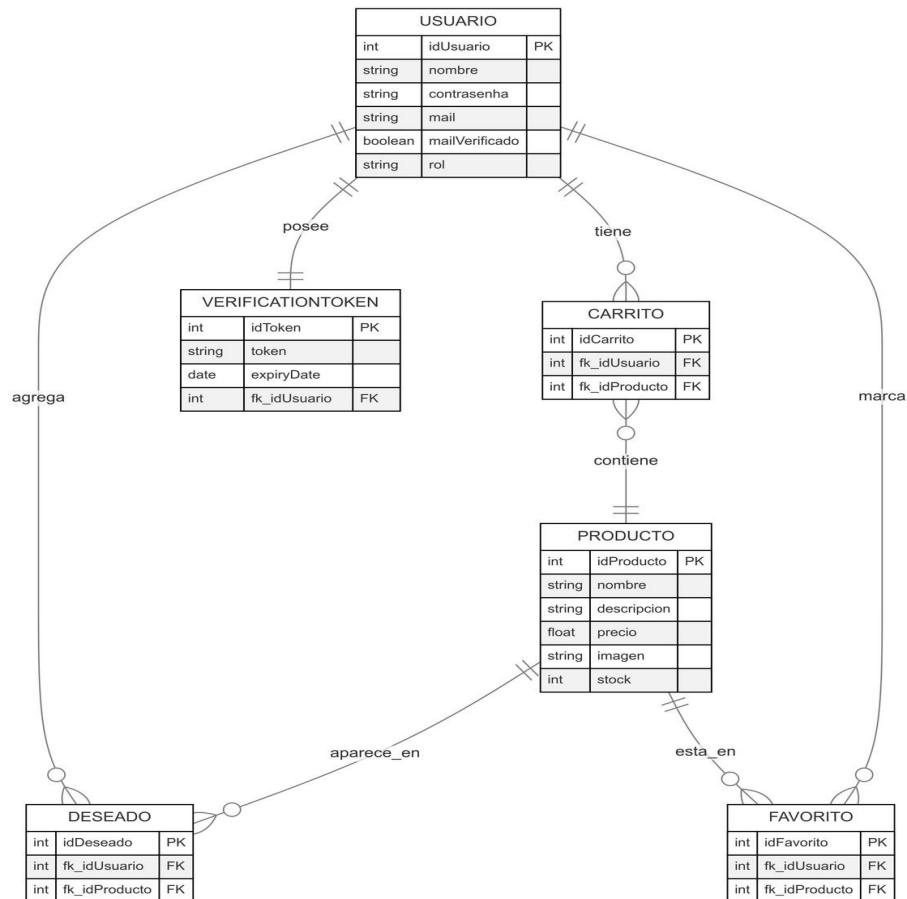 USUARIO
int idUsuario PK
string nombre
string contrasenha
string mail
boolean mailVerificado
string rol
posee
tiene
VERIFICATIONTOKEN
int idToken PK
string token
date expiryDate
int fk_idUsuario FK
CARRITO
int idCarrito PK
int fk_idUsuario FK
int fk_idProducto FK
agrega
marca
contiene
PRODUCTO
int idProducto PK
string nombre
string descripcion
float precio
string imagen
int stock
aparece_en
esta_en
DESEADO
int idDeseado PK
int fk_idUsuario FK
int fk_idProducto FK
FAVORITO
int idFavorito PK
int fk_idUsuario FK
int fk_idProducto FK